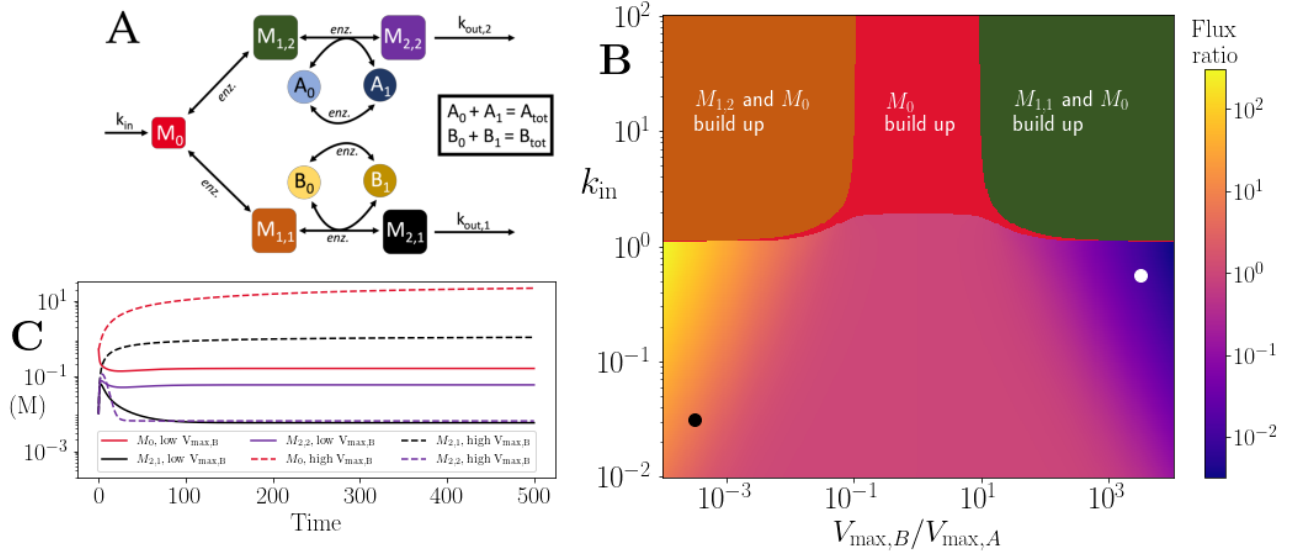 A
M1,2
enz.
M2,2
kout,2
enz.
A0
A1
kin
M0
enz.
A0 + A1 = Atot
B0 + B1 = Btot
enz.
enz.
B0
B1
M1,1
enz.
M2,1
kout,1
B
10^2
10^1
kin
10^0
10^-1
10^-2
M1,2 and M0
build up
M0
build up
M1,1 and M0
build up
10^-3
10^-1
10^1
10^3
Vmax,B/Vmax,A
Flux
ratio
10^2
10^1
10^0
10^-1
10^-2
C
10^1
10^-1
(M)
10^-3
M0, low Vmax,B
M2,1, low Vmax,B
M2,2, low Vmax,B
M0, high Vmax,B
M2,1, high Vmax,B
M2,2, high Vmax,B
0
100
200
300
400
500
Time